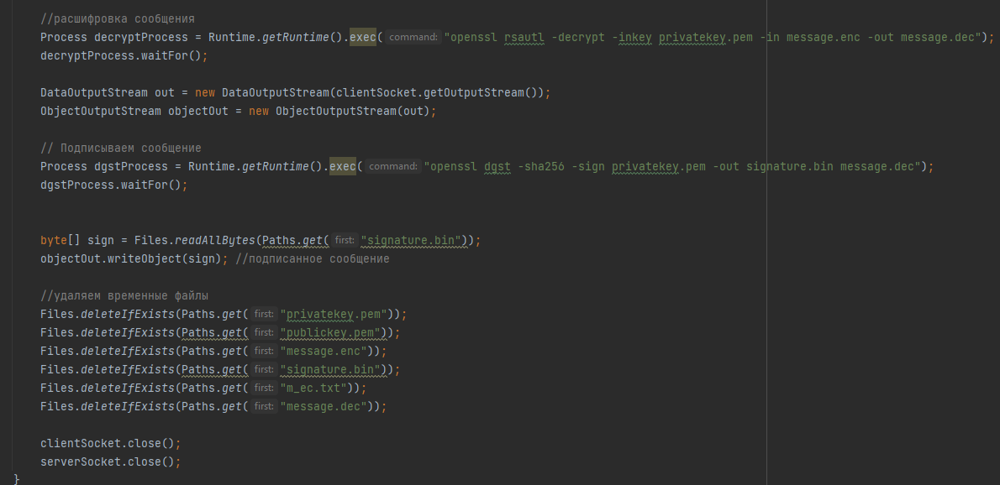 //расшифровка сообщения
Process decryptProcess = Runtime.getRuntime().exec( command: "openssl rsautl -decrypt -inkey privatekey.pem -in message.enc -out message.dec");
decryptProcess.waitFor();
DataOutputStream out = new DataOutputStream(clientSocket.getOutputStream());
ObjectOutputStream objectOut = new ObjectOutputStream(out);
// Подписываем сообщение
Process dgstProcess = Runtime.getRuntime().exec( command: "openssl dgst -sha256 -sign privatekey.pem -out signature.bin message.dec");
dgstProcess.waitFor();
byte[] sign = Files.readAllBytes(Paths.get( first: "signature.bin"));
objectOut.writeObject(sign); //подписанное сообщение
//удаляем временные файлы
Files.deleteIfExists(Paths.get( first: "privatekey.pem"));
Files.deleteIfExists(Paths.get( first: "publickey.pem"));
Files.deleteIfExists(Paths.get( first: "message.enc"));
Files.deleteIfExists(Paths.get( first: "signature.bin"));
Files.deleteIfExists(Paths.get( first: "m_ec.txt"));
Files.deleteIfExists(Paths.get( first: "message.dec"));
clientSocket.close();
serverSocket.close();
}